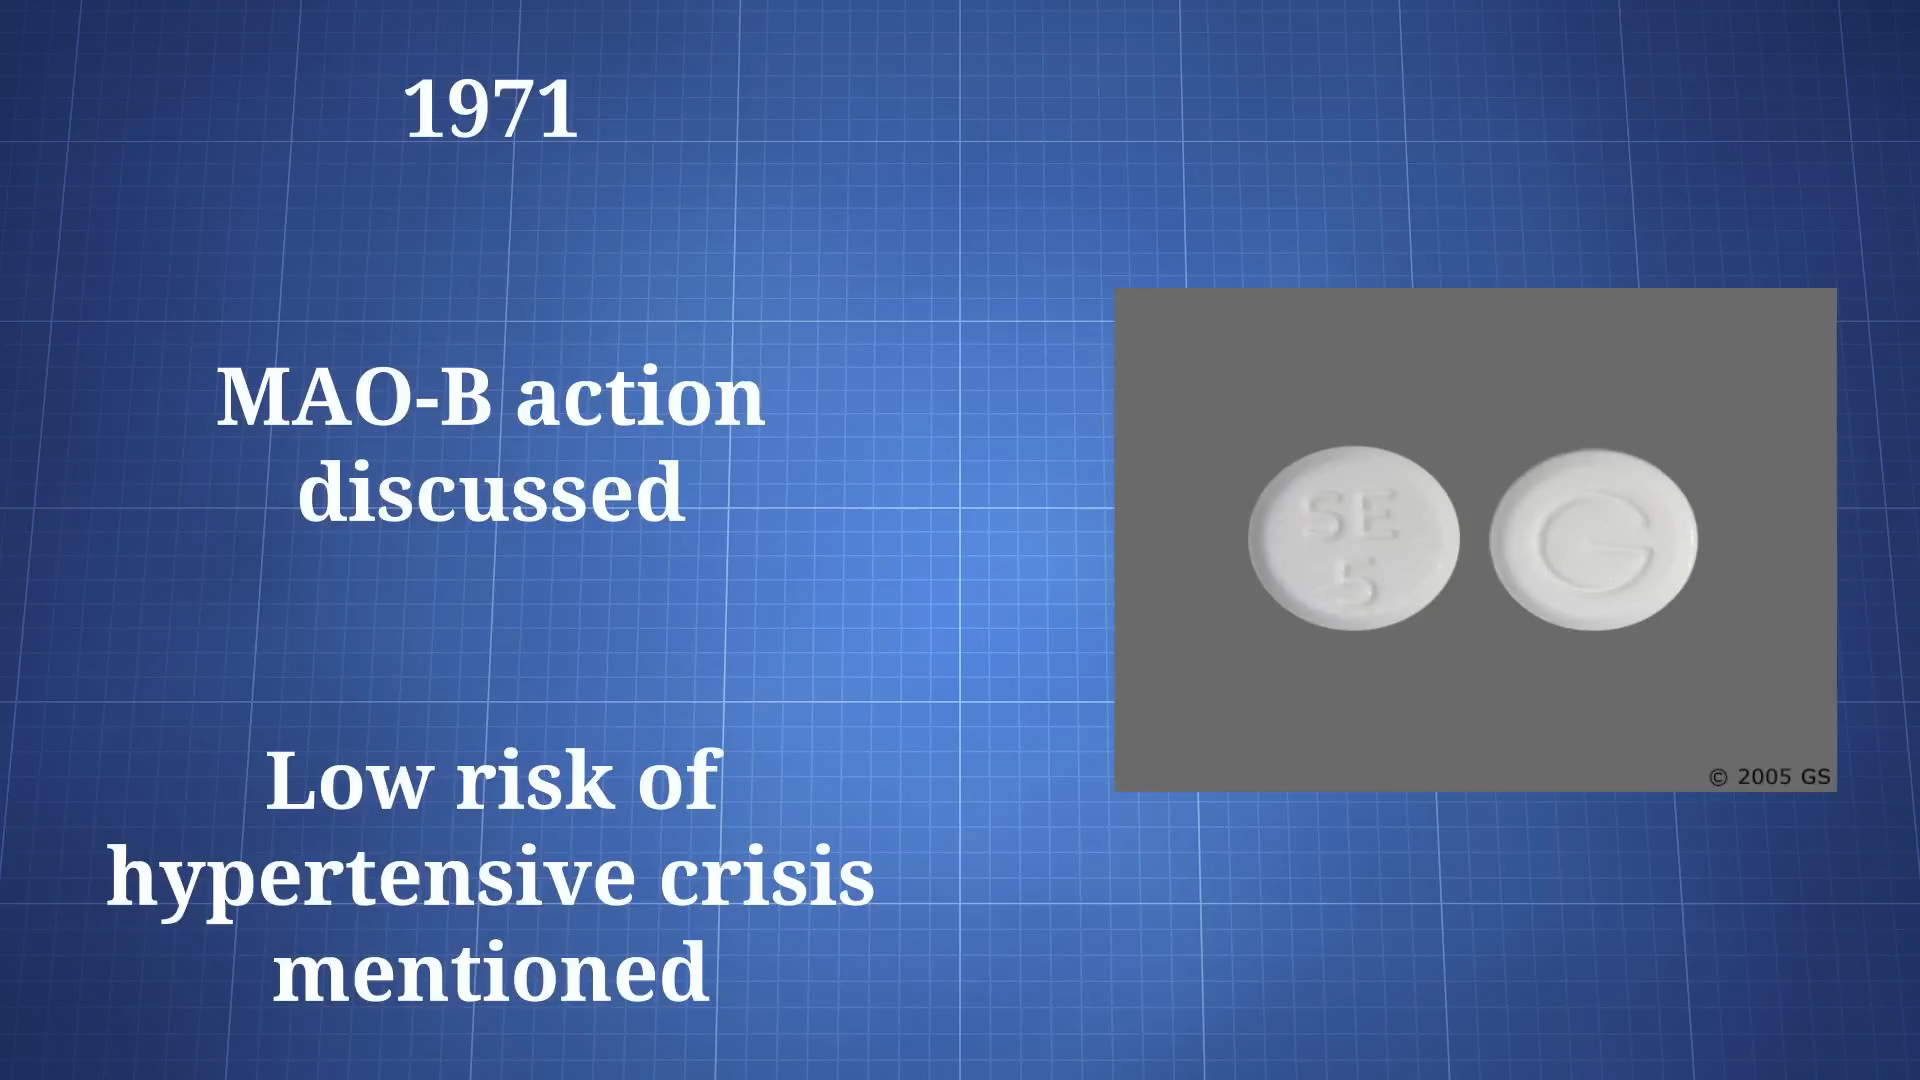 1971
MAO-B action
discussed
Low risk of
hypertensive crisis
mentioned
SE
5
G
© 2005 GS